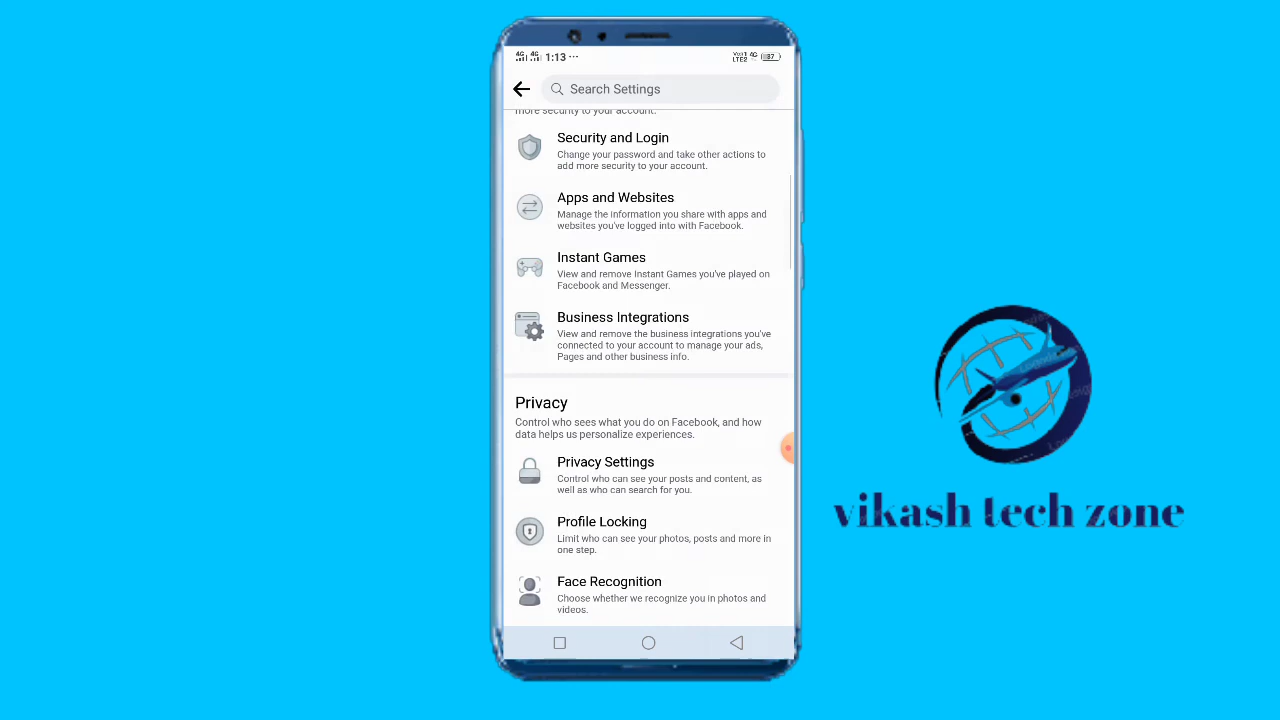 4G 4G 1:13 ...
Vo)) 1 4G 37
LTE2
Search Settings
more security to your account.
Security and Login
Change your password and take other actions to
add more security to your account.
Apps and Websites
Manage the information you share with apps and
websites you've logged into with Facebook.
Instant Games
View and remove Instant Games you've played on
Facebook and Messenger.
Business Integrations
View and remove the business integrations you've
connected to your account to manage your ads,
Pages and other business info.
Privacy
Control who sees what you do on Facebook, and how
data helps us personalize experiences.
Privacy Settings
Control who can see your posts and content, as
well as who can search for you.
Profile Locking
Limit who can see your photos, posts and more in
one step.
Face Recognition
Choose whether we recognize you in photos and
videos.
vikash tech zone